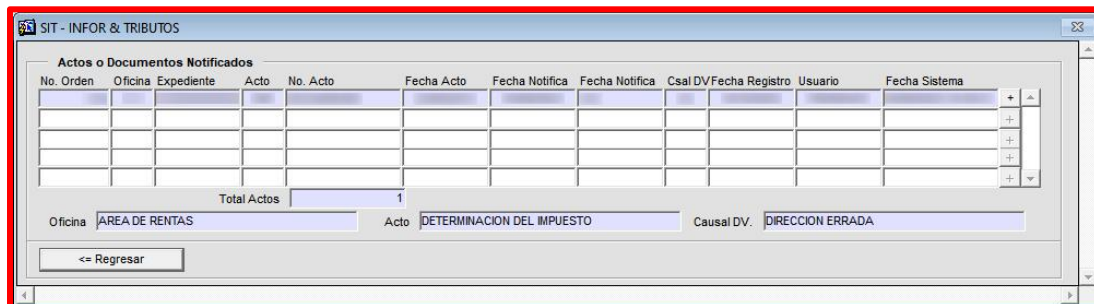 SIT - INFOR & TRIBUTOS
Actos o Documentos Notificados
No. Orden Oficina Expediente Acto No. Acto Fecha Acto Fecha Notifica Fecha Notifica Csal DV Fecha Registro Usuario Fecha Sistema
+
+
+
+
+
Total Actos 1
Oficina AREA DE RENTAS Acto DETERMINACION DEL IMPUESTO Causal DV. DIRECCION ERRADA
<= Regresar